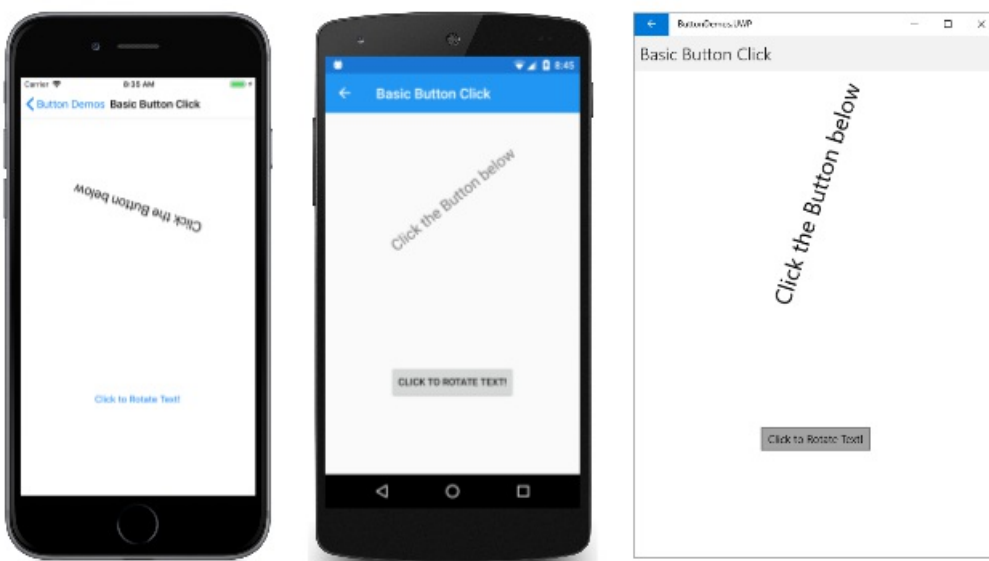 Carrier 8:35 AM
Button Demos Basic Button Click
Click the Button below
Click to Rotate Text!
8:45
Basic Button Click
Click the Button below
CLICK TO ROTATE TEXT!
ButtonDemos.UWP
Basic Button Click
Click the Button below
Click to Rotate Text!